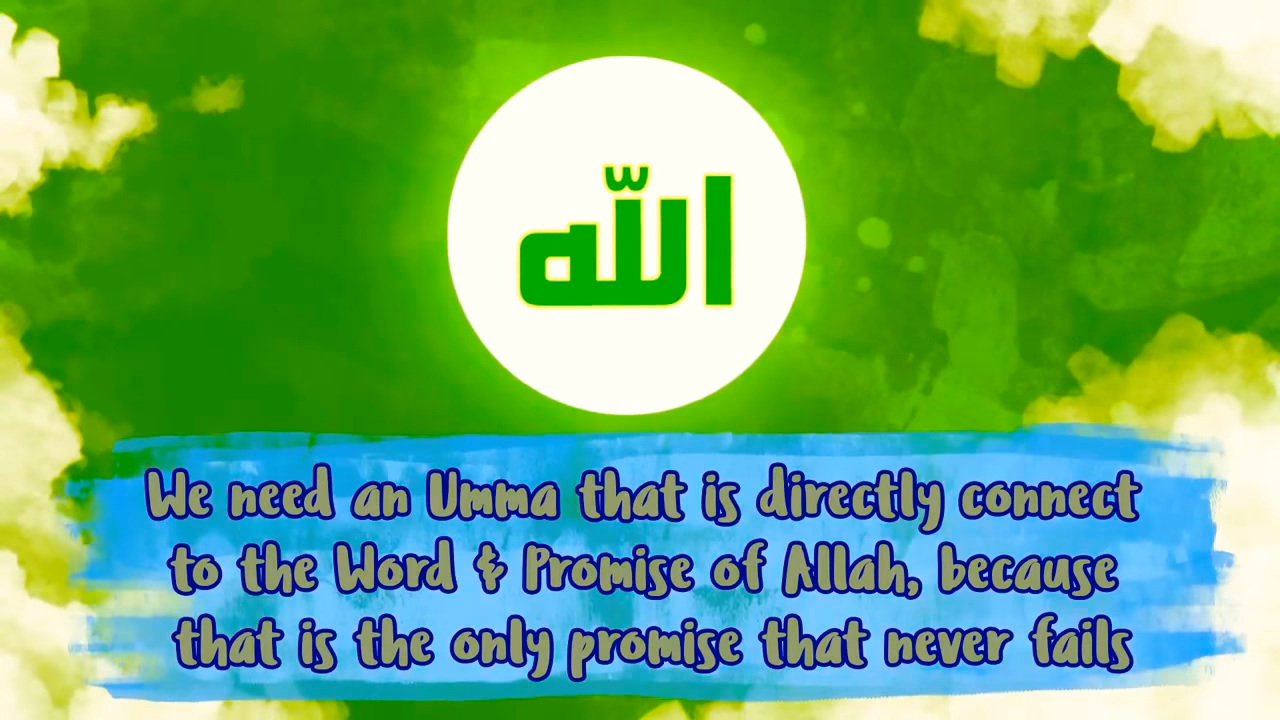 اللّٰه
We need an Umma that is directly connect
to the Word & Promise of Allah, because
that is the only promise that never fails